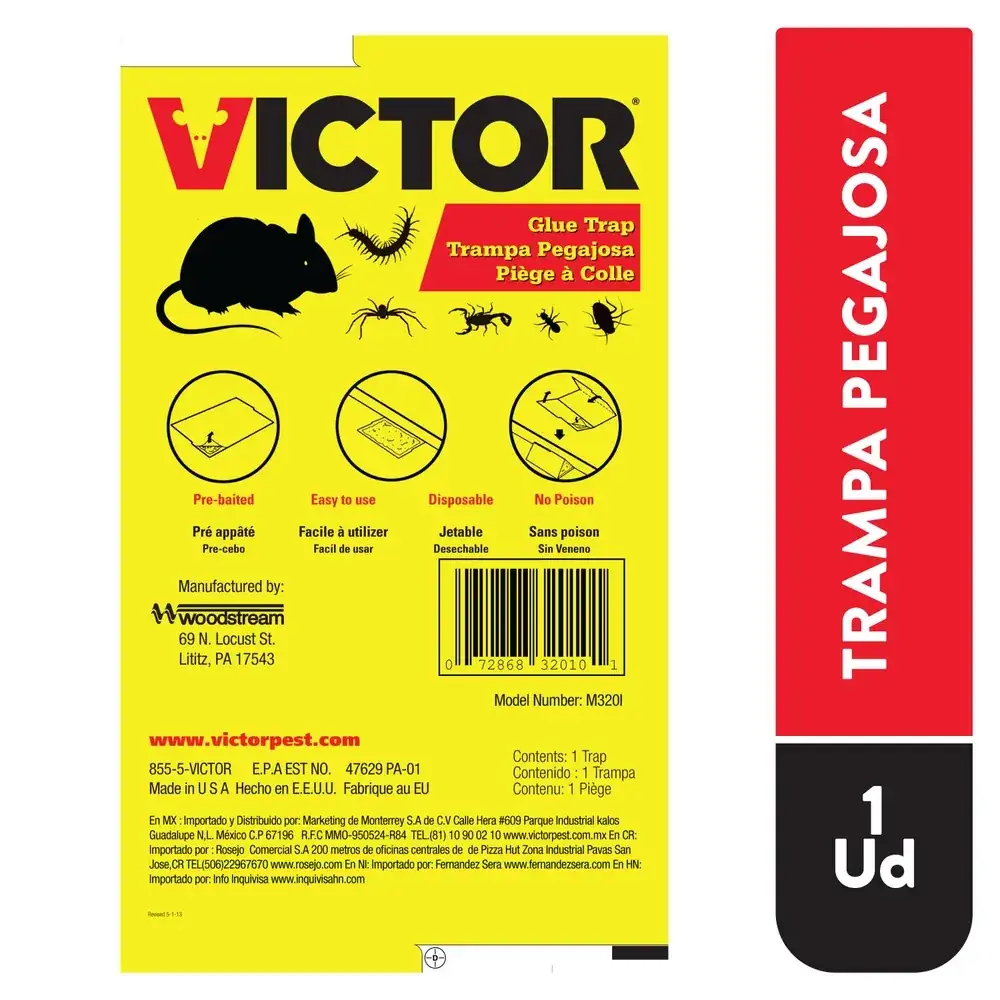 VICTOR®
Glue Trap
Trampa Pegajosa
Piège à Colle
Pre-baited
Easy to use
Disposable
No Poison
Pré appâté
Facile à utilizer
Jetable
Sans poison
Pre-cebo
Facíl de usar
Desechable
Sin Veneno
Manufactured by:
woodstream
69 N. Locust St.
Lititz, PA 17543
0 72868 32010 1
Model Number: M320I
www.victorpest.com
855-5-VICTOR E.P.A EST NO. 47629 PA-01
Made in U S A Hecho en E.E.U.U. Fabrique au EU
Contents: 1 Trap
Contenido : 1 Trampa
Contenu: 1 Piège
En MX : Importado y Distribuido por: Marketing de Monterrey S.A de C.V Calle Hera #609 Parque Industrial kalos
Guadalupe N,L. México C.P 67196 R.F.C MMO-950524-R84 TEL.(81) 10 90 02 10 www.victorpest.com.mx En CR:
Importado por : Rosejo Comercial S.A 200 metros de oficinas centrales de de Pizza Hut Zona Industrial Pavas San
Jose,CR TEL(506)22967670 www.rosejo.com En NI: Importado por: Fernandez Sera www.fernandezsera.com En HN:
Importado por: Info Inquivisa www.inquivisahn.com
Revised 5-1-13
D
TRAMPA PEGAJOSA
1
Ud